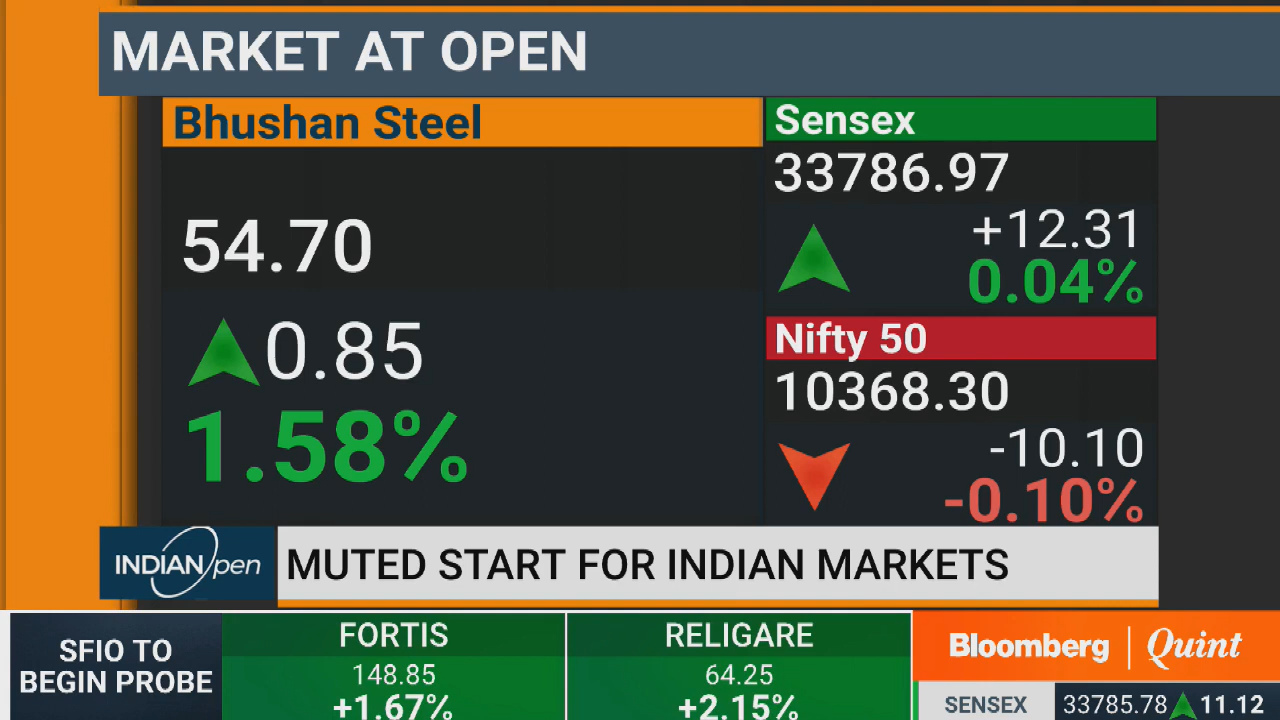 MARKET AT OPEN
Bhushan Steel
54.70
0.85
1.58%
Sensex
33786.97
+12.31
0.04%
Nifty 50
10368.30
-10.10
-0.10%
INDIAN Open
MUTED START FOR INDIAN MARKETS
SFIO TO
BEGIN PROBE
FORTIS
148.85
+1.67%
RELIGARE
64.25
+2.15%
Bloomberg | Quint
SENSEX 33785.78 11.12